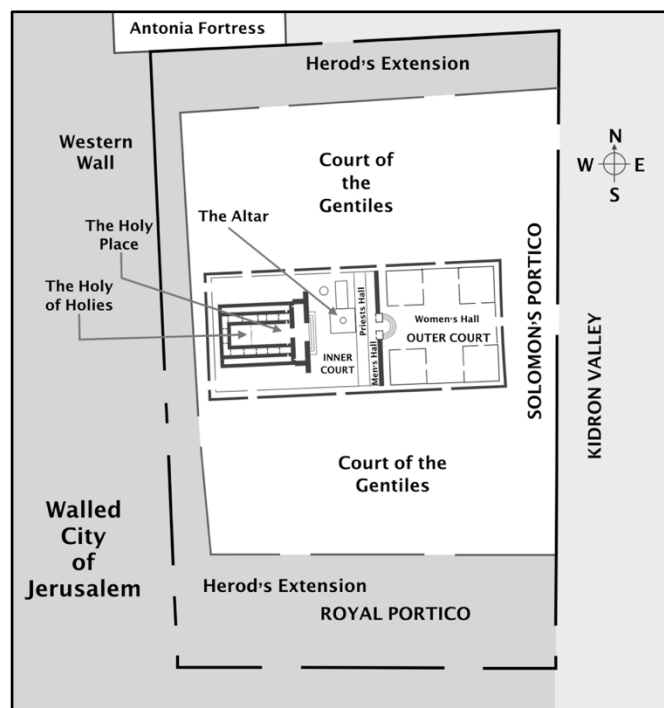 Antonia Fortress
Herod's Extension
Western
Wall
Court of
the
Gentiles
N
W E
S
The Holy
Place
The Altar
The Holy
of Holies
Priests Hall
Men's Hall
INNER
COURT
Women's Hall
OUTER COURT
SOLOMON'S PORTICO
KIDRON VALLEY
Court of the
Gentiles
Walled
City
of
Jerusalem
Herod's Extension
ROYAL PORTICO